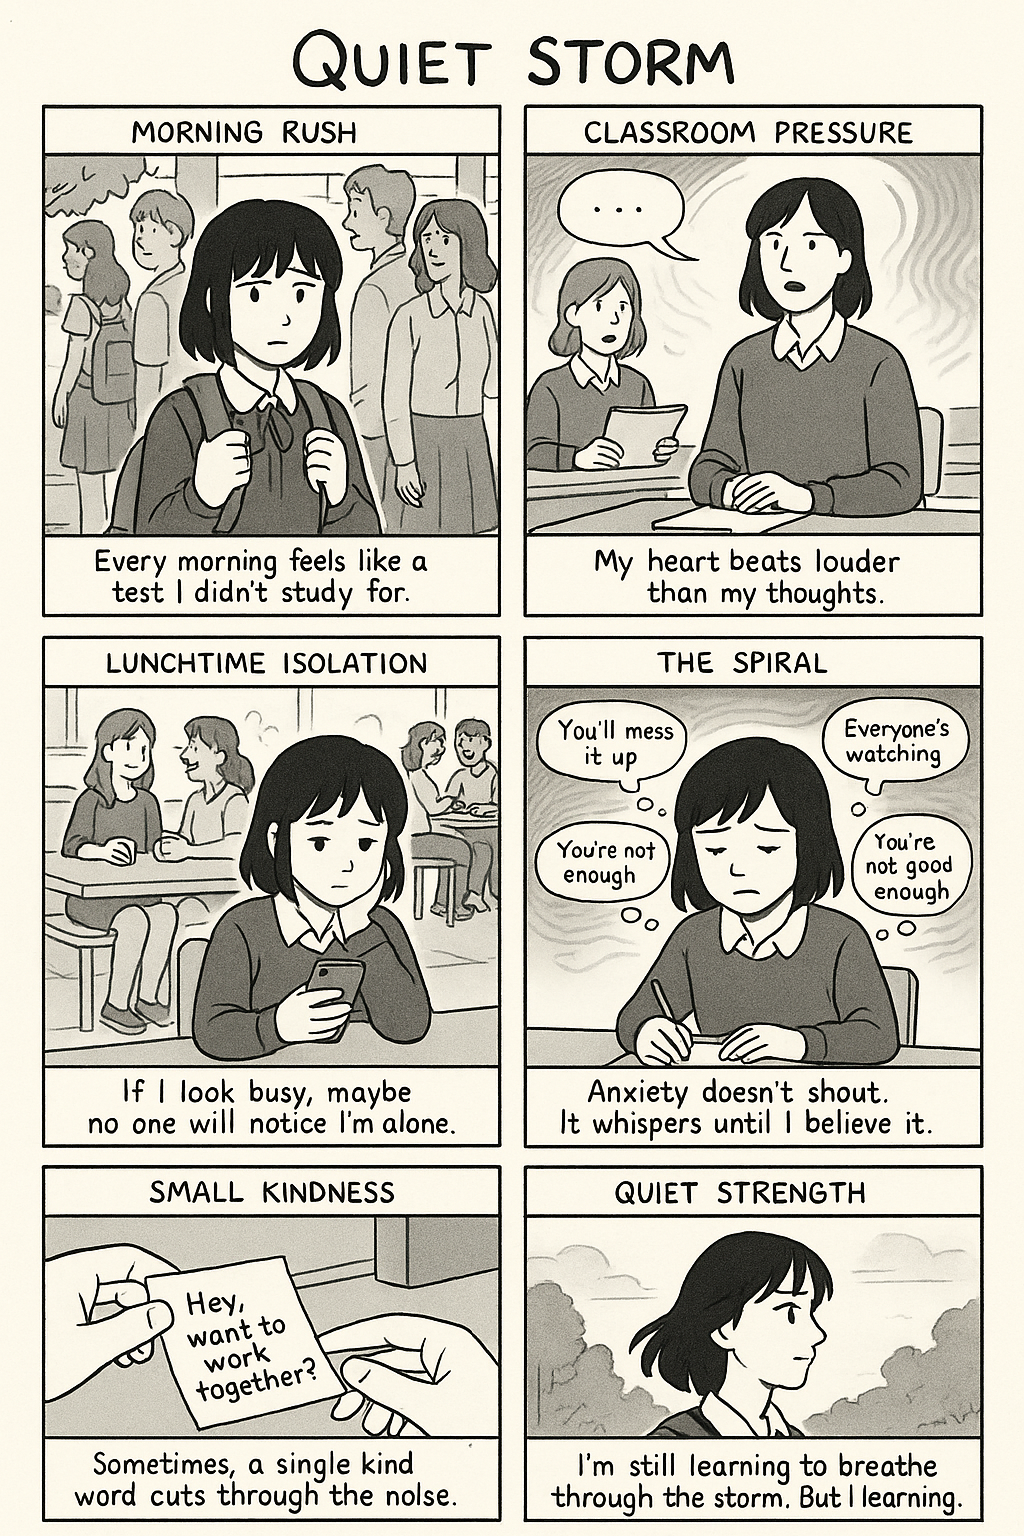 QUIET STORM
MORNING RUSH
Every morning feels like a
test I didn't study for.
CLASSROOM PRESSURE
...
My heart beats louder
than my thoughts.
LUNCHTIME ISOLATION
If I look busy, maybe
no one will notice I'm alone.
THE SPIRAL
You'll mess
it up
Everyone's
watching
You're not
enough
You're
not good
enough
Anxiety doesn't shout.
It whispers until I believe it.
SMALL KINDNESS
Hey,
want to
work
together?
Sometimes, a single kind
word cuts through the nolse.
QUIET STRENGTH
I'm still learning to breathe
through the storm. But I learning.